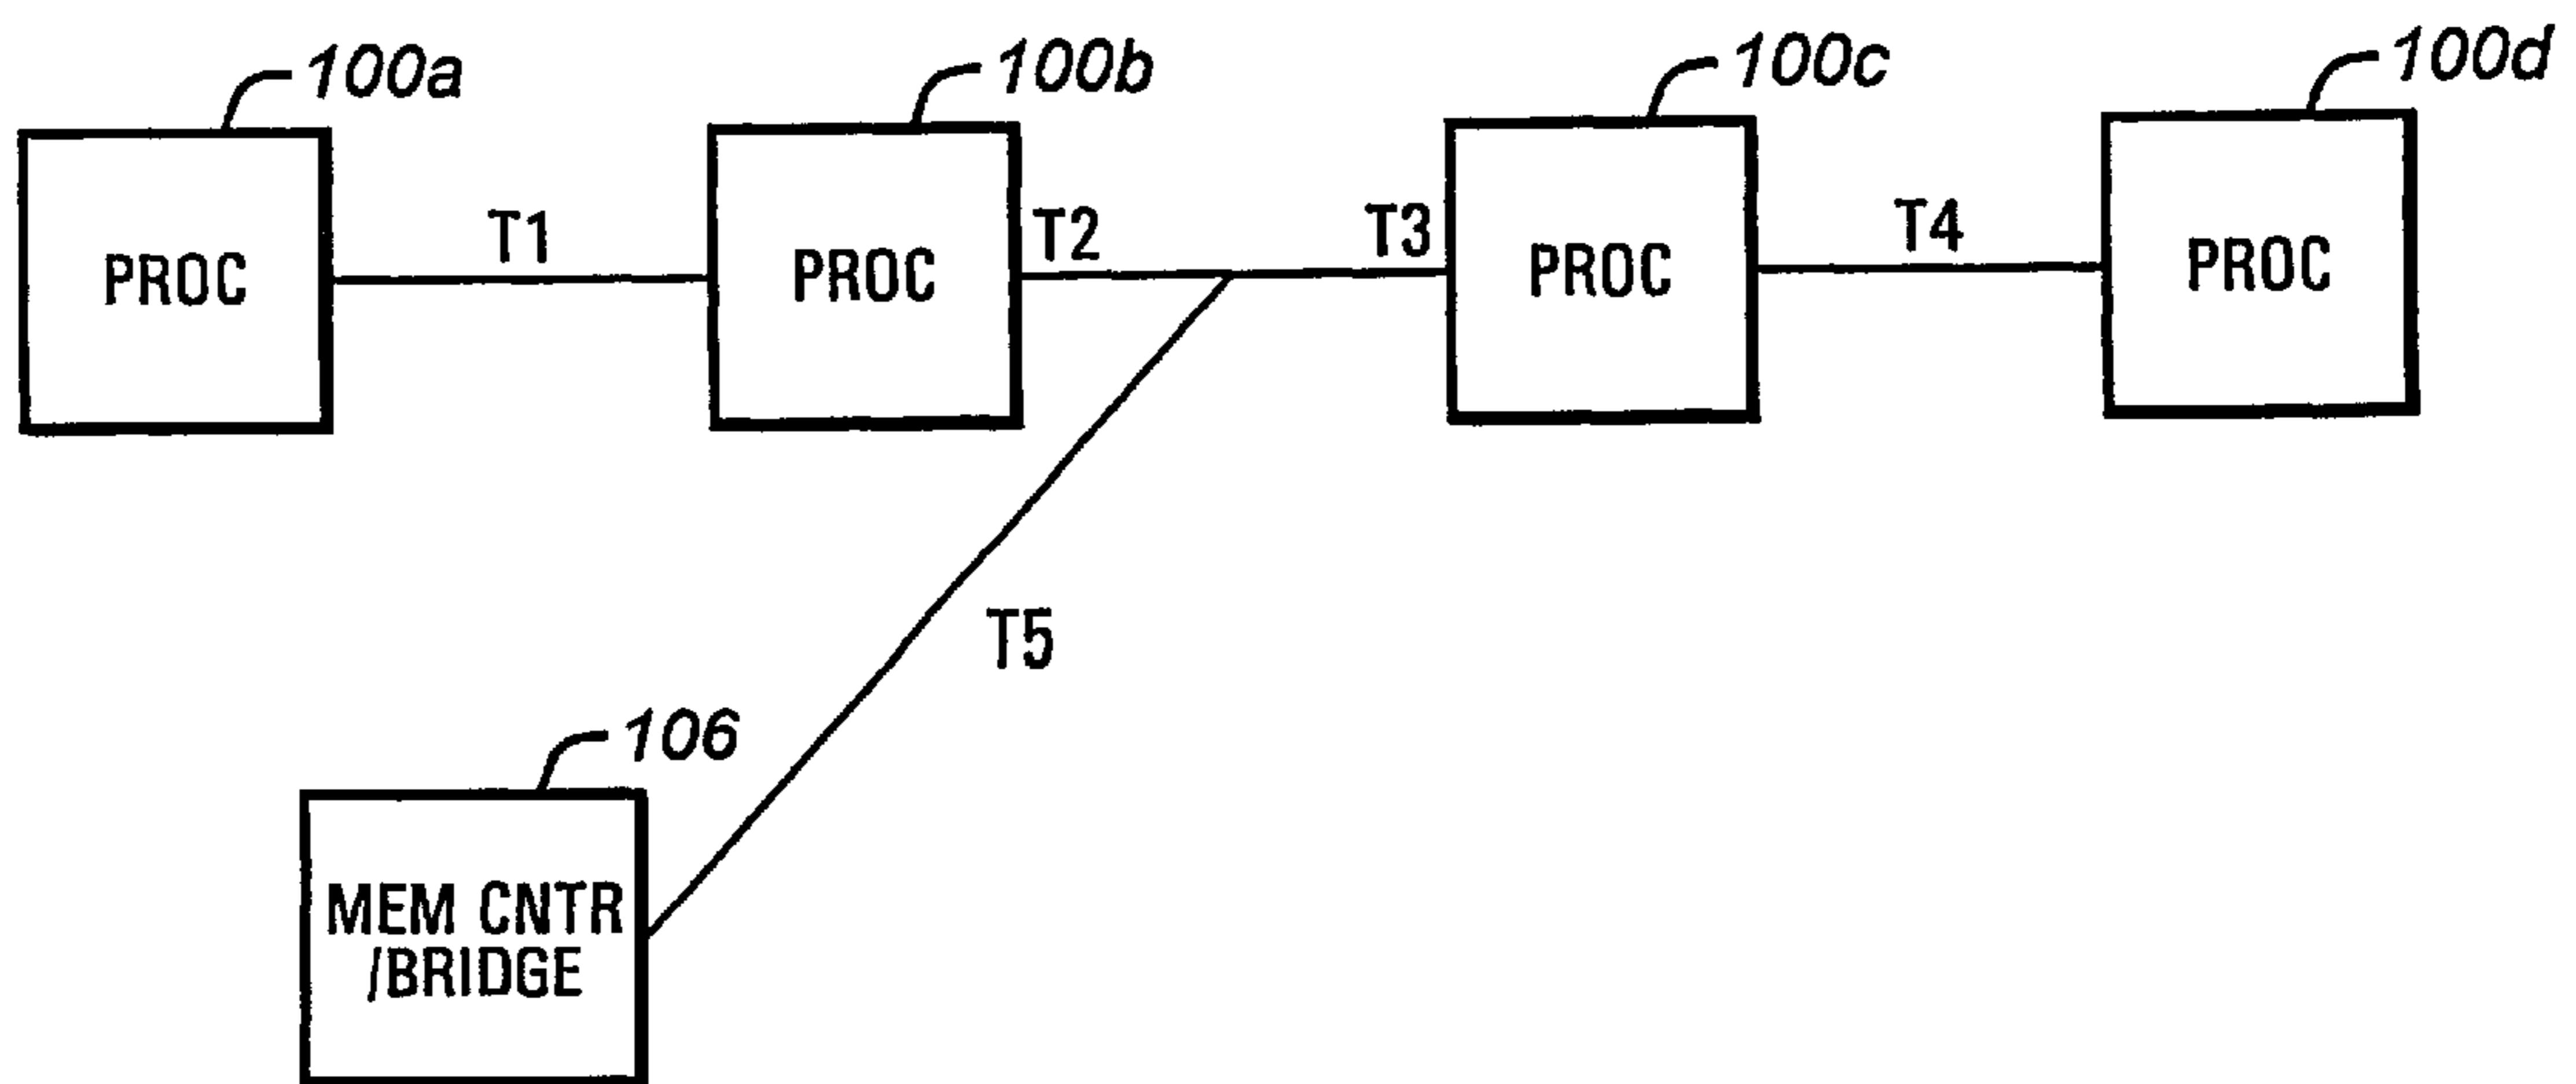 100a
100b
100c
100d
PROC
T1
PROC
T2
T3
PROC
T4
PROC
T5
106
MEM CNTR
/BRIDGE